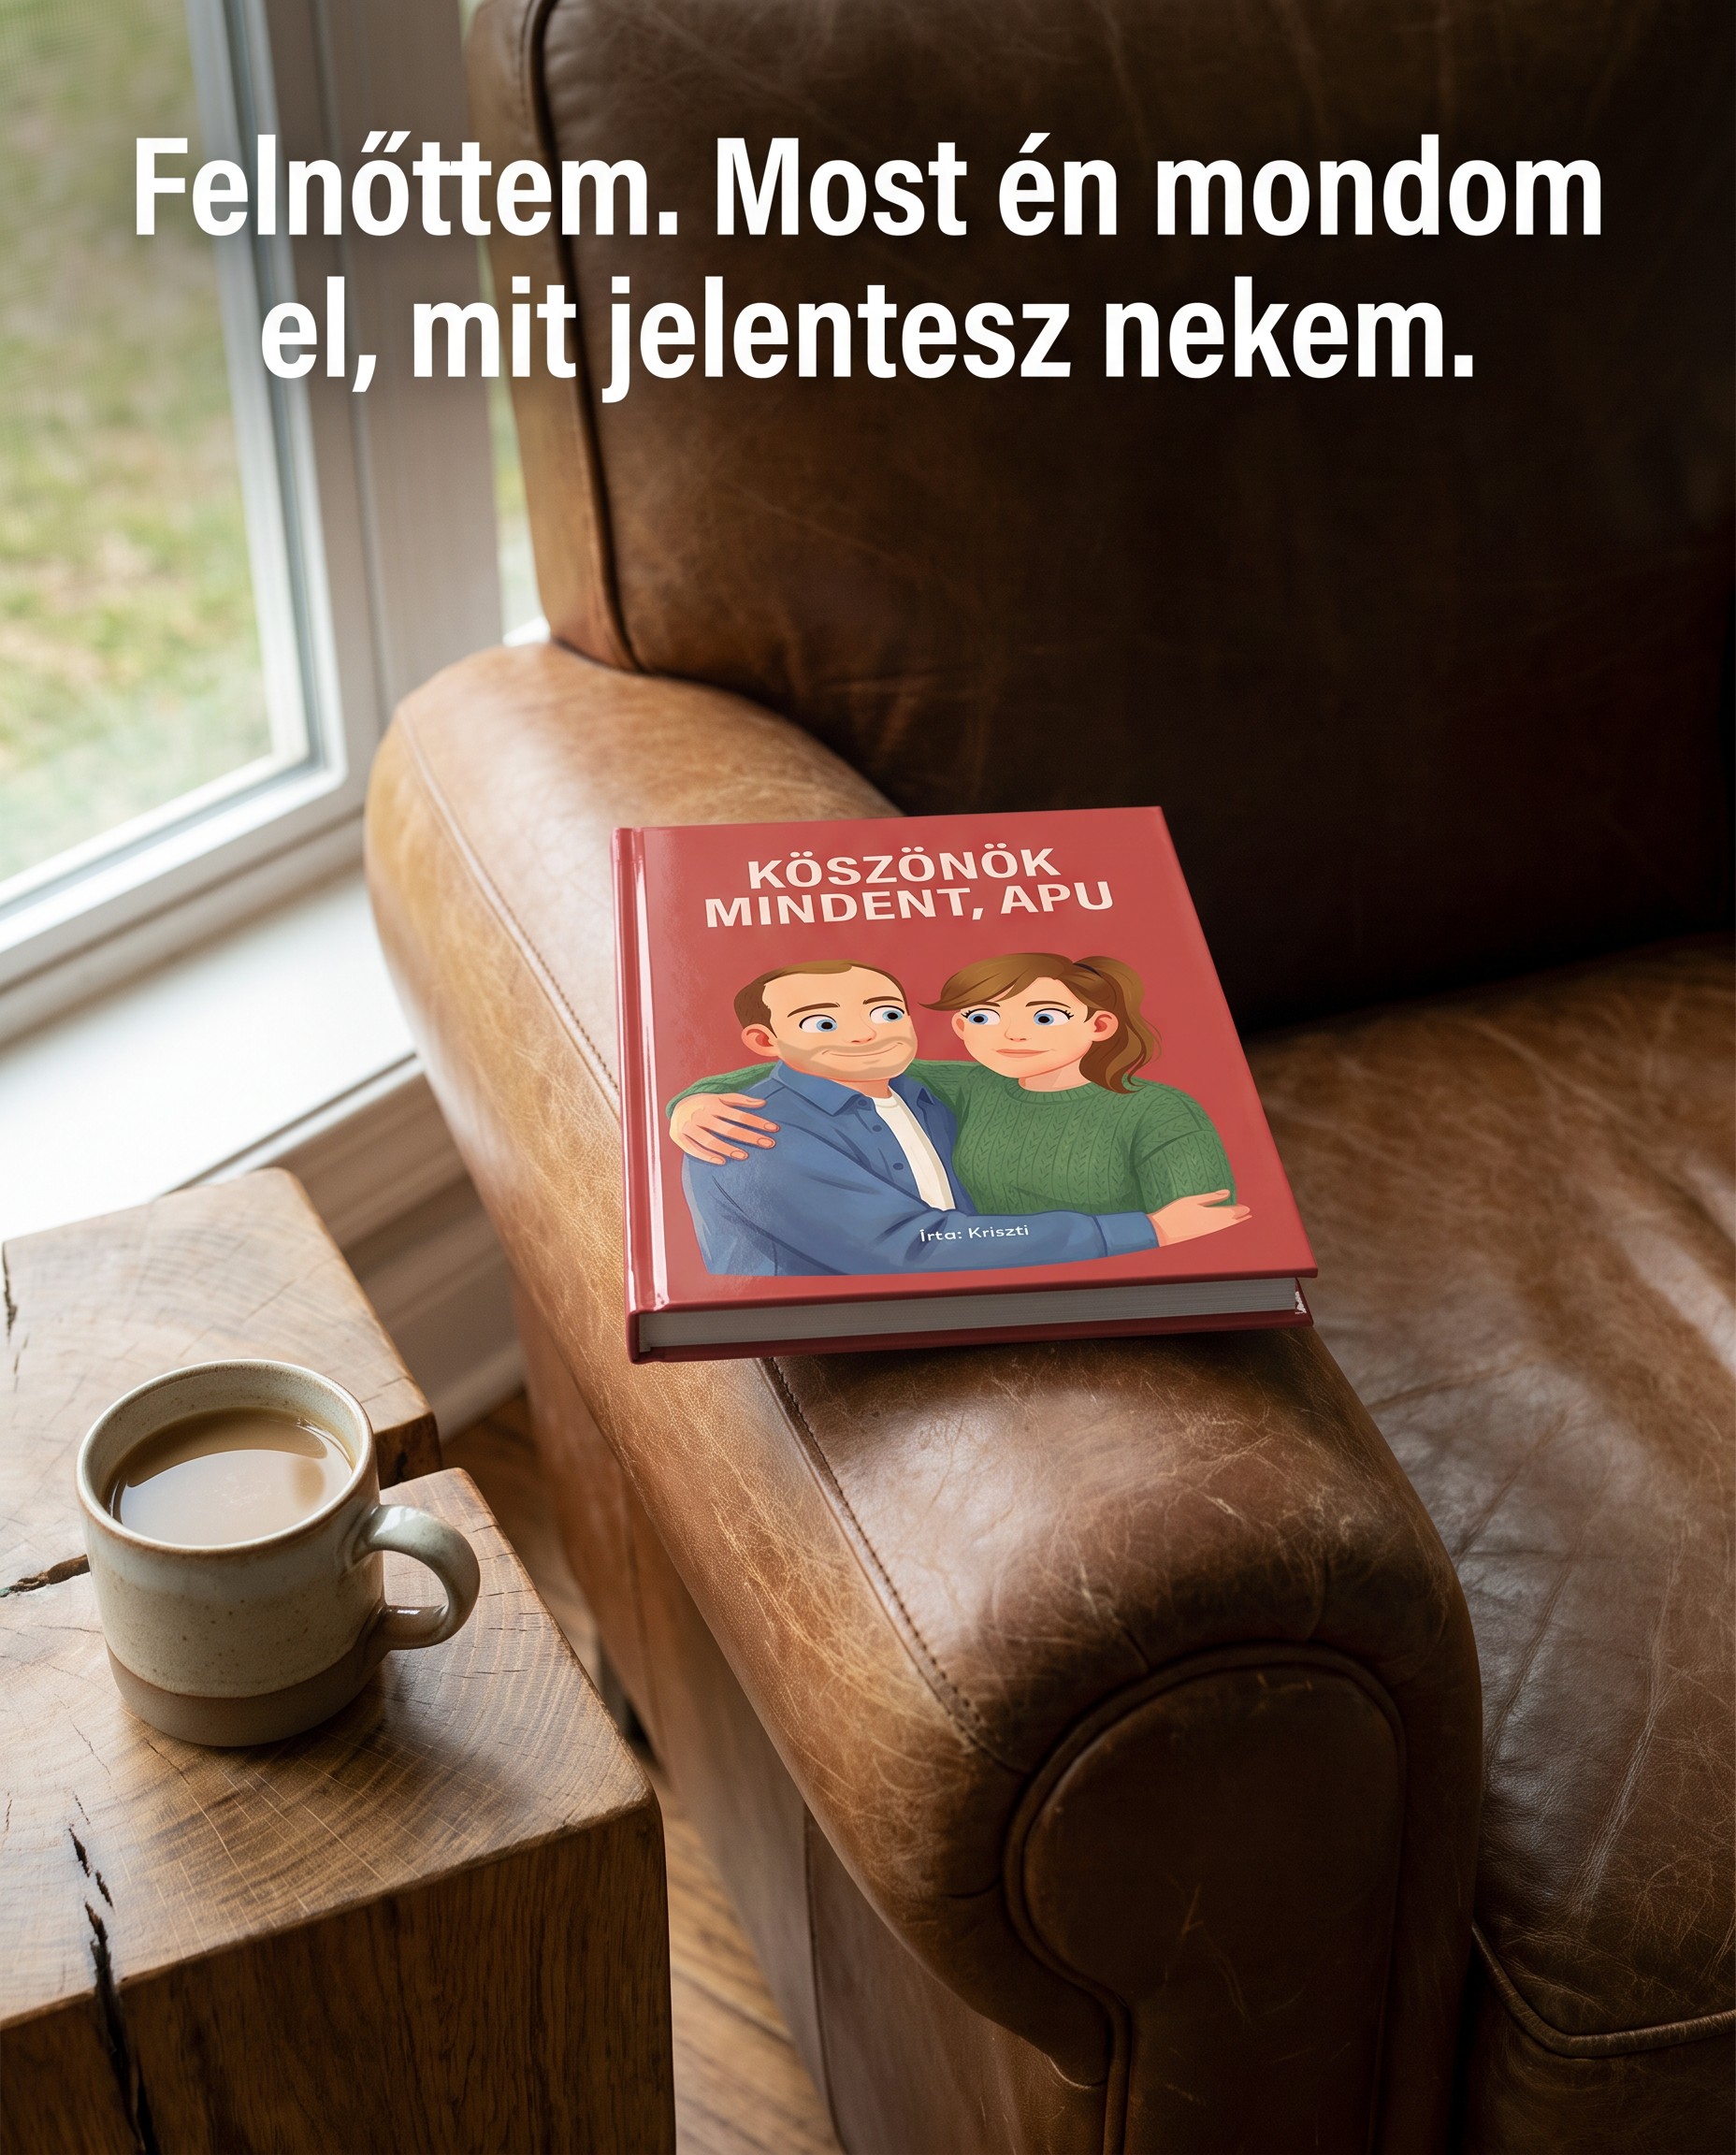 Felnőttem. Most én mondom
el, mit jelentesz nekem.
KÖSZÖNÖK
MINDENT, APU
Írta: Kriszti